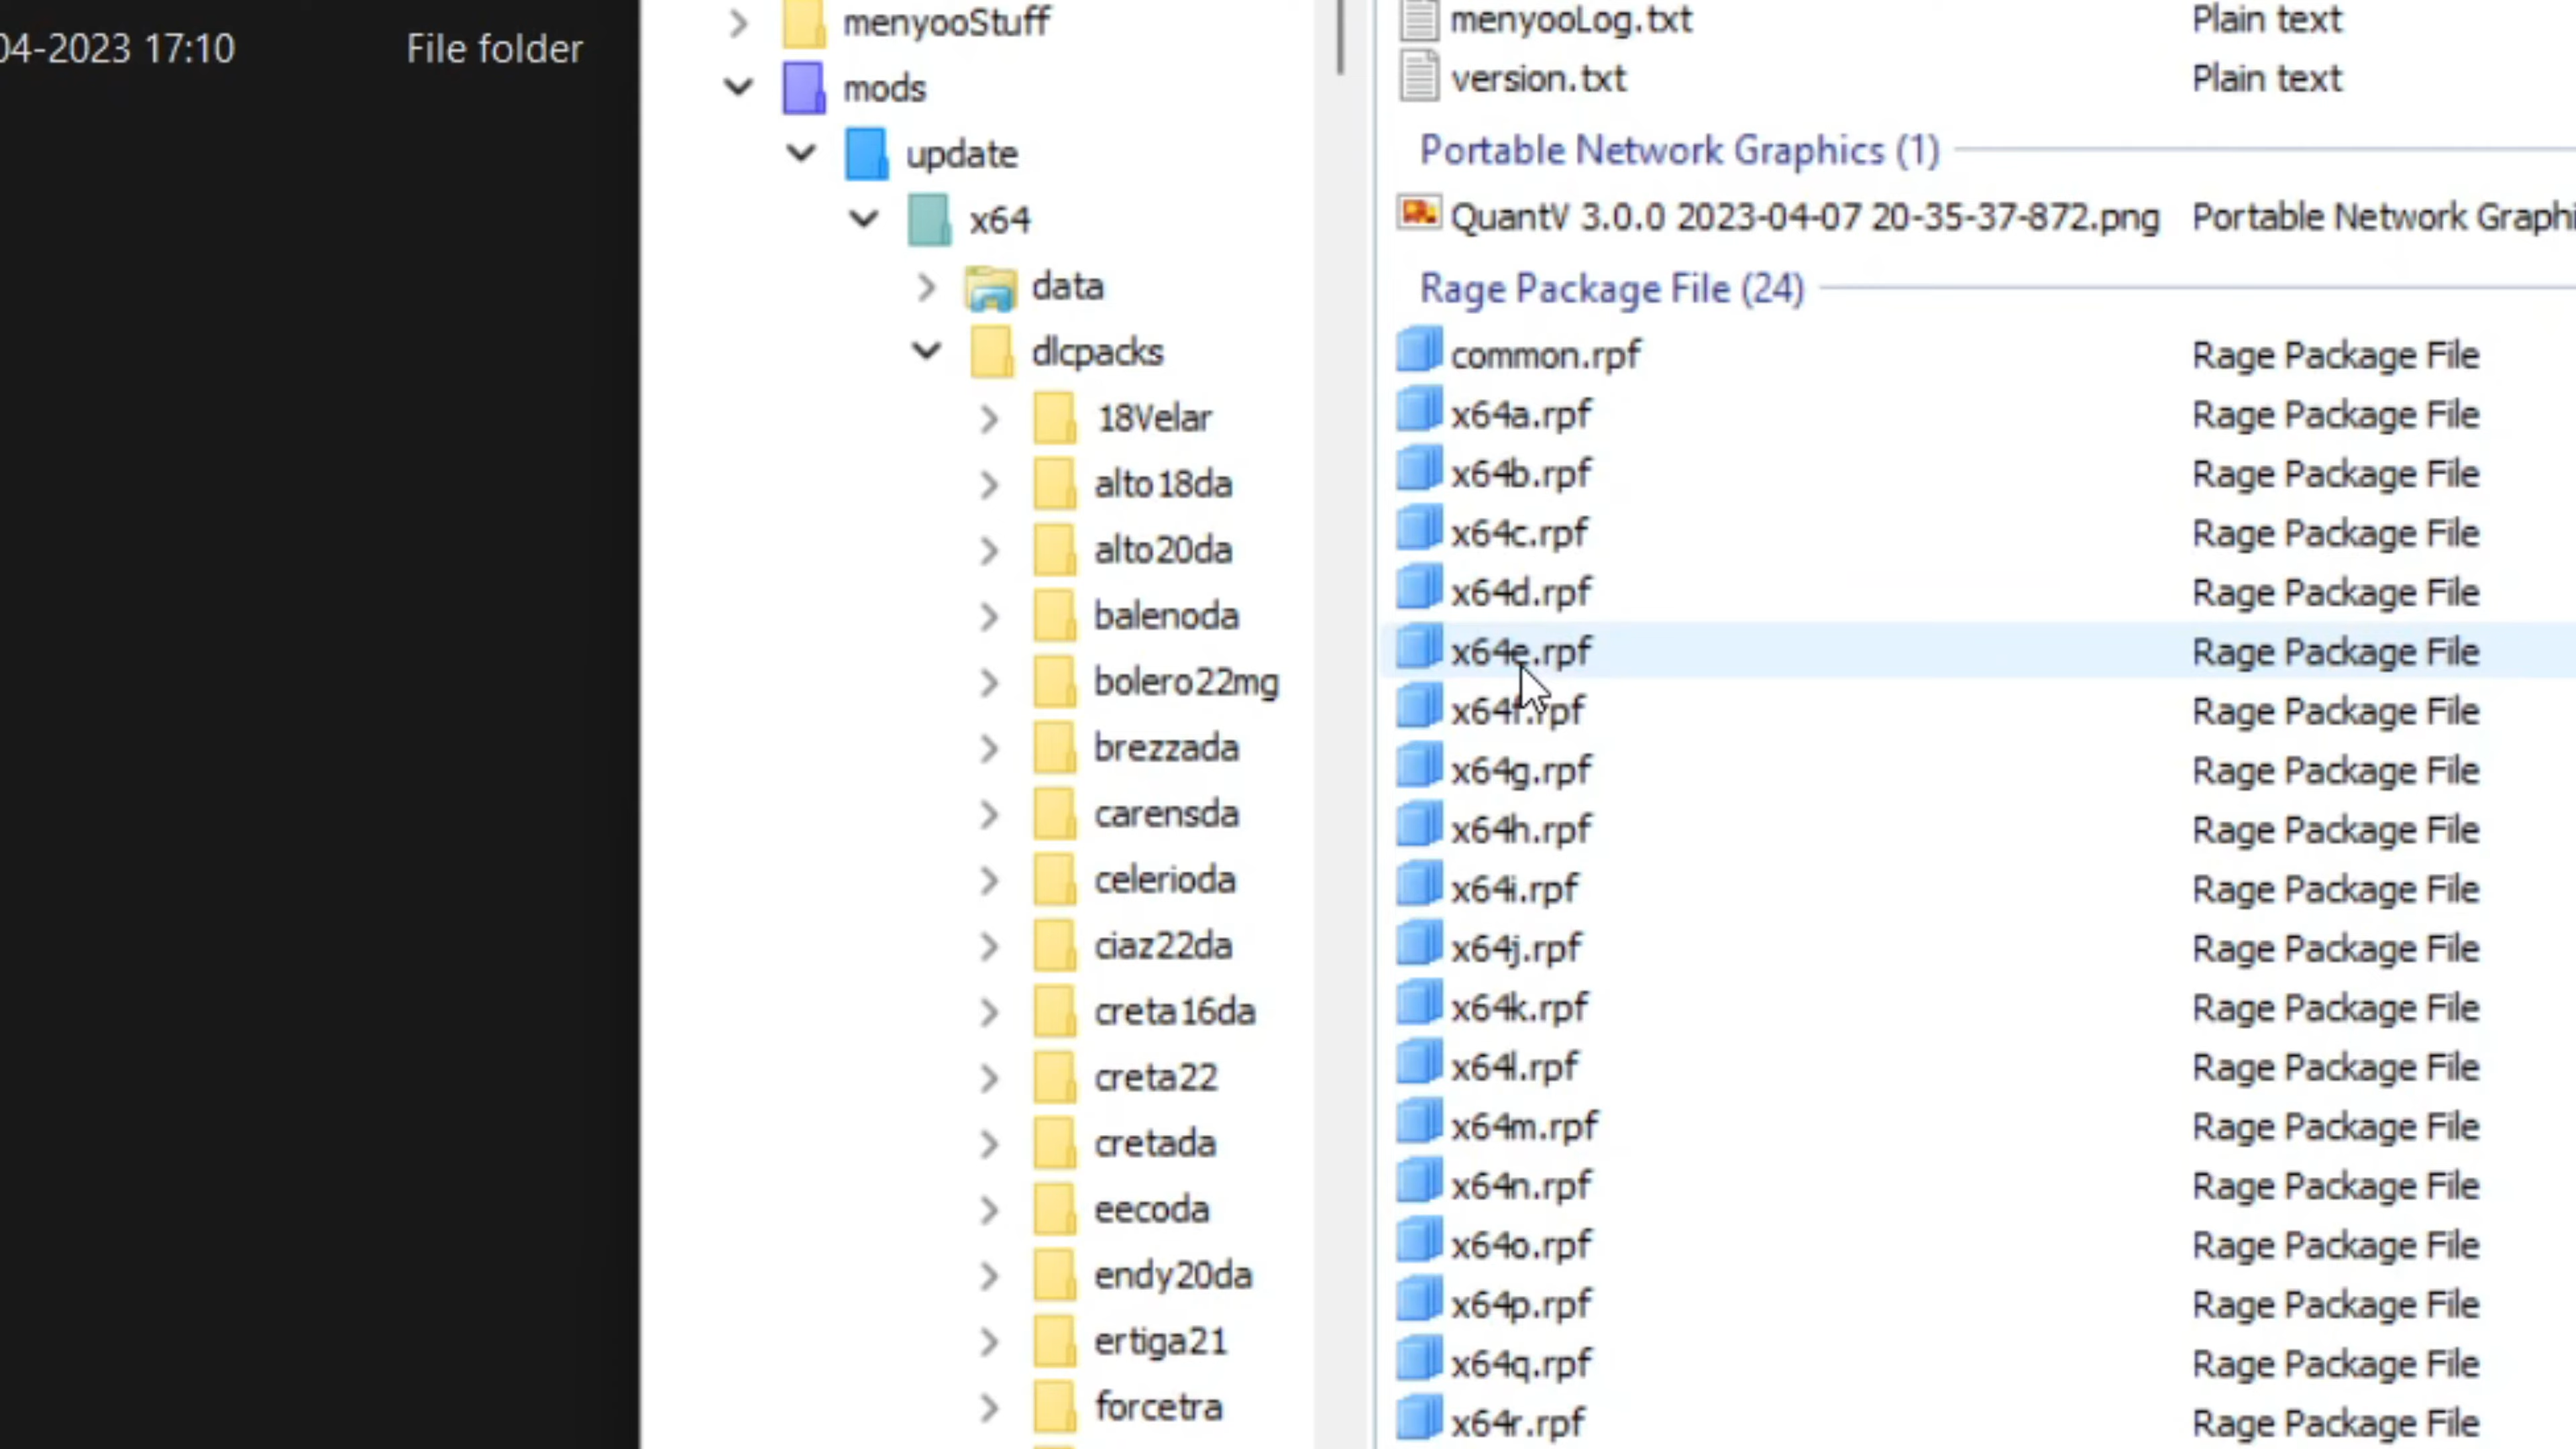 04-2023 17:10 File folder
menyooStuff
mods
update
x64
data
dlcpacks
18Velar
alto18da
alto20da
balenoda
bolero22mg
brezzada
carensda
celerioda
ciaz22da
creta16da
creta22
cretada
eecoda
endy20da
ertiga21
forcetra
menyooLog.txt Plain text
version.txt Plain text
Portable Network Graphics (1)
QuantV 3.0.0 2023-04-07 20-35-37-872.png Portable Network Graphi
Rage Package File (24)
common.rpf Rage Package File
x64a.rpf Rage Package File
x64b.rpf Rage Package File
x64c.rpf Rage Package File
x64d.rpf Rage Package File
x64e.rpf Rage Package File
x64f.rpf Rage Package File
x64g.rpf Rage Package File
x64h.rpf Rage Package File
x64i.rpf Rage Package File
x64j.rpf Rage Package File
x64k.rpf Rage Package File
x64l.rpf Rage Package File
x64m.rpf Rage Package File
x64n.rpf Rage Package File
x64o.rpf Rage Package File
x64p.rpf Rage Package File
x64q.rpf Rage Package File
x64r.rpf Rage Package File